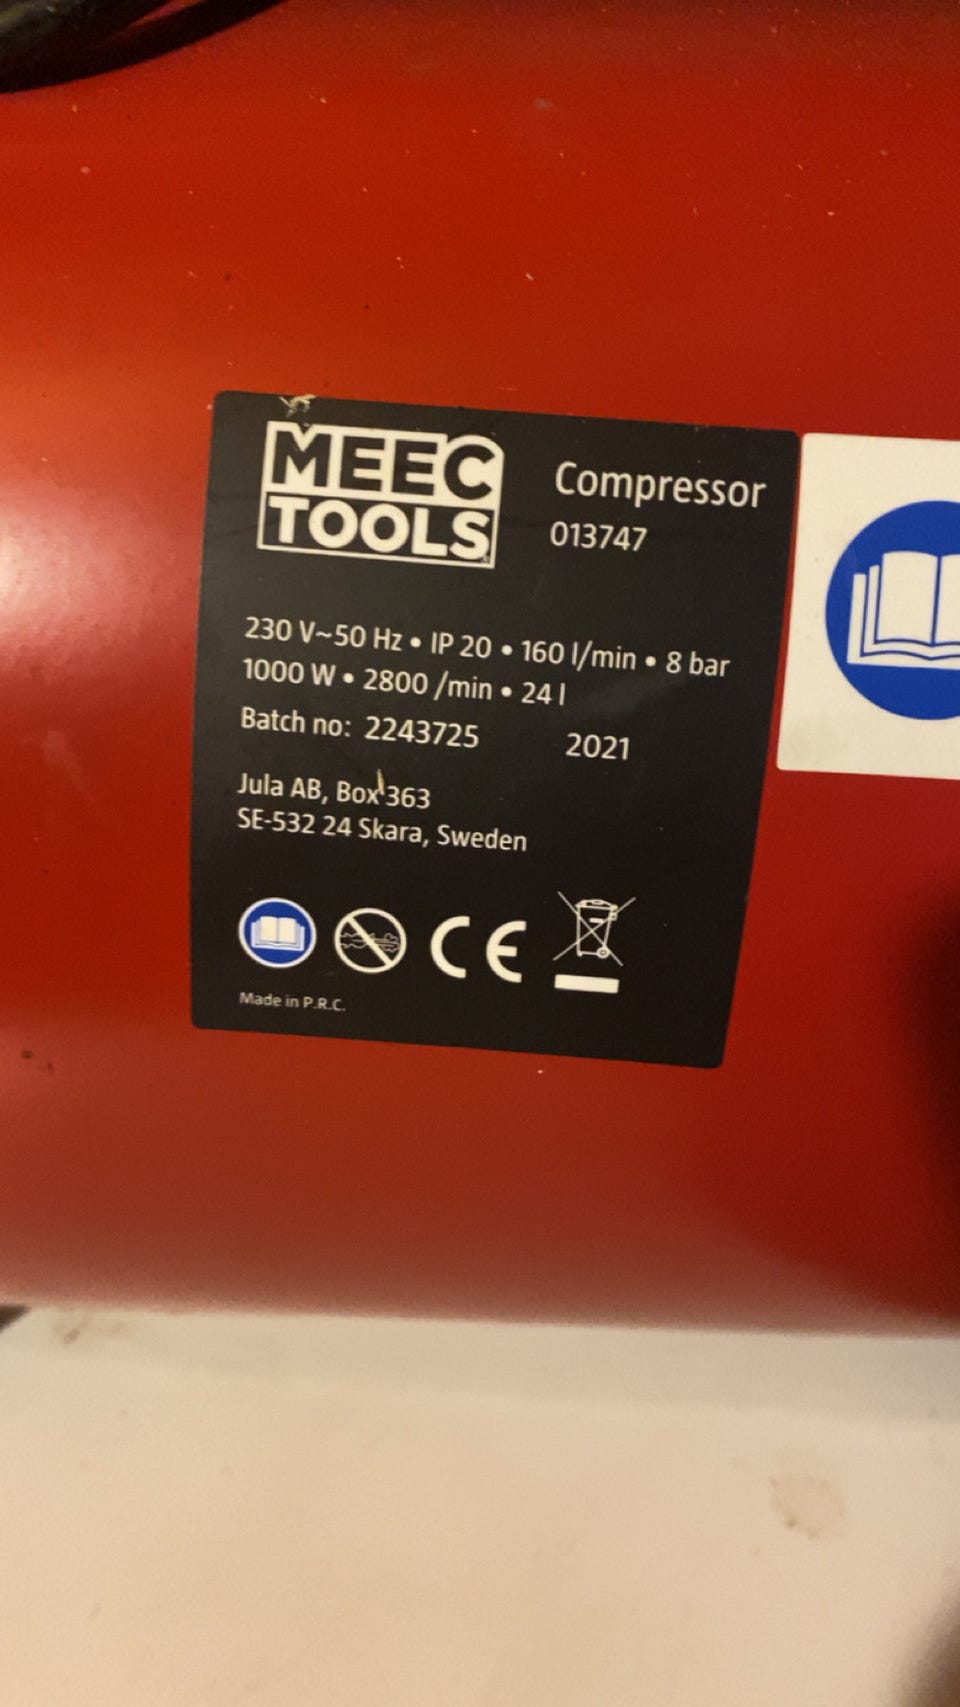 MEEC
TOOLS
Compressor
013747
230 V~50 Hz • IP 20 • 160 l/min • 8 bar
1000 W • 2800 /min • 24 l
Batch no: 2243725 2021
Jula AB, Box 363
SE-532 24 Skara, Sweden
CE
Made in P.R.C.